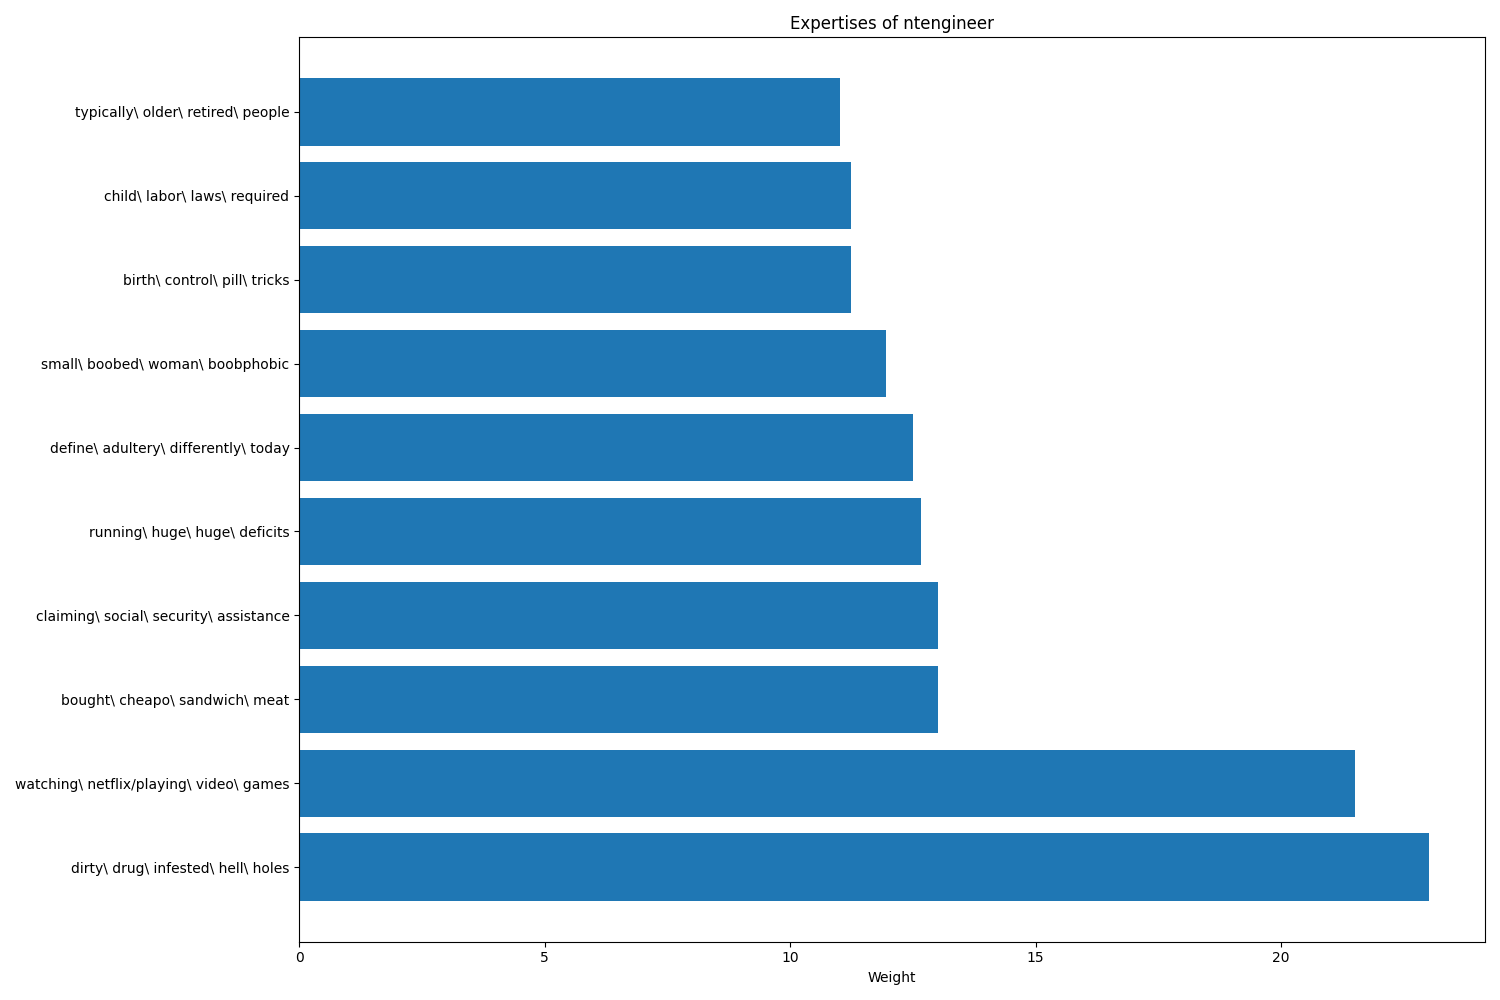 Expertises of ntengineer
typically\ older\ retired\ people
child\ labor\ laws\ required
birth\ control\ pill\ tricks
small\ boobed\ woman\ boobphobic
define\ adultery\ differently\ today
running\ huge\ huge\ deficits
claiming\ social\ security\ assistance
bought\ cheapo\ sandwich\ meat
watching\ netflix/playing\ video\ games
dirty\ drug\ infested\ hell\ holes
0 5 10 15 20
Weight